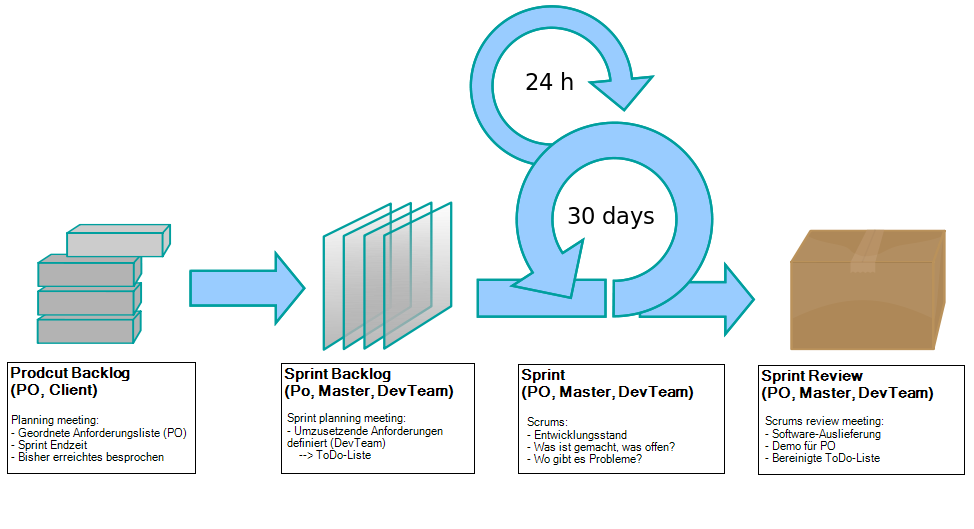 24 h
30 days
Prodcut Backlog
(PO, Client)
Planning meeting:
- Geordnete Anforderungsliste (PO)
- Sprint Endzeit
- Bisher erreichtes besprochen
Sprint Backlog
(Po, Master, DevTeam)
Sprint planning meeting:
- Umzusetzende Anforderungen
definiert (DevTeam)
--> ToDo-Liste
Sprint
(PO, Master, DevTeam)
Scrums:
- Entwicklungsstand
- Was ist gemacht, was offen?
- Wo gibt es Probleme?
Sprint Review
(PO, Master, DevTeam)
Scrums review meeting:
- Software-Auslieferung
- Demo für PO
- Bereinigte ToDo-Liste